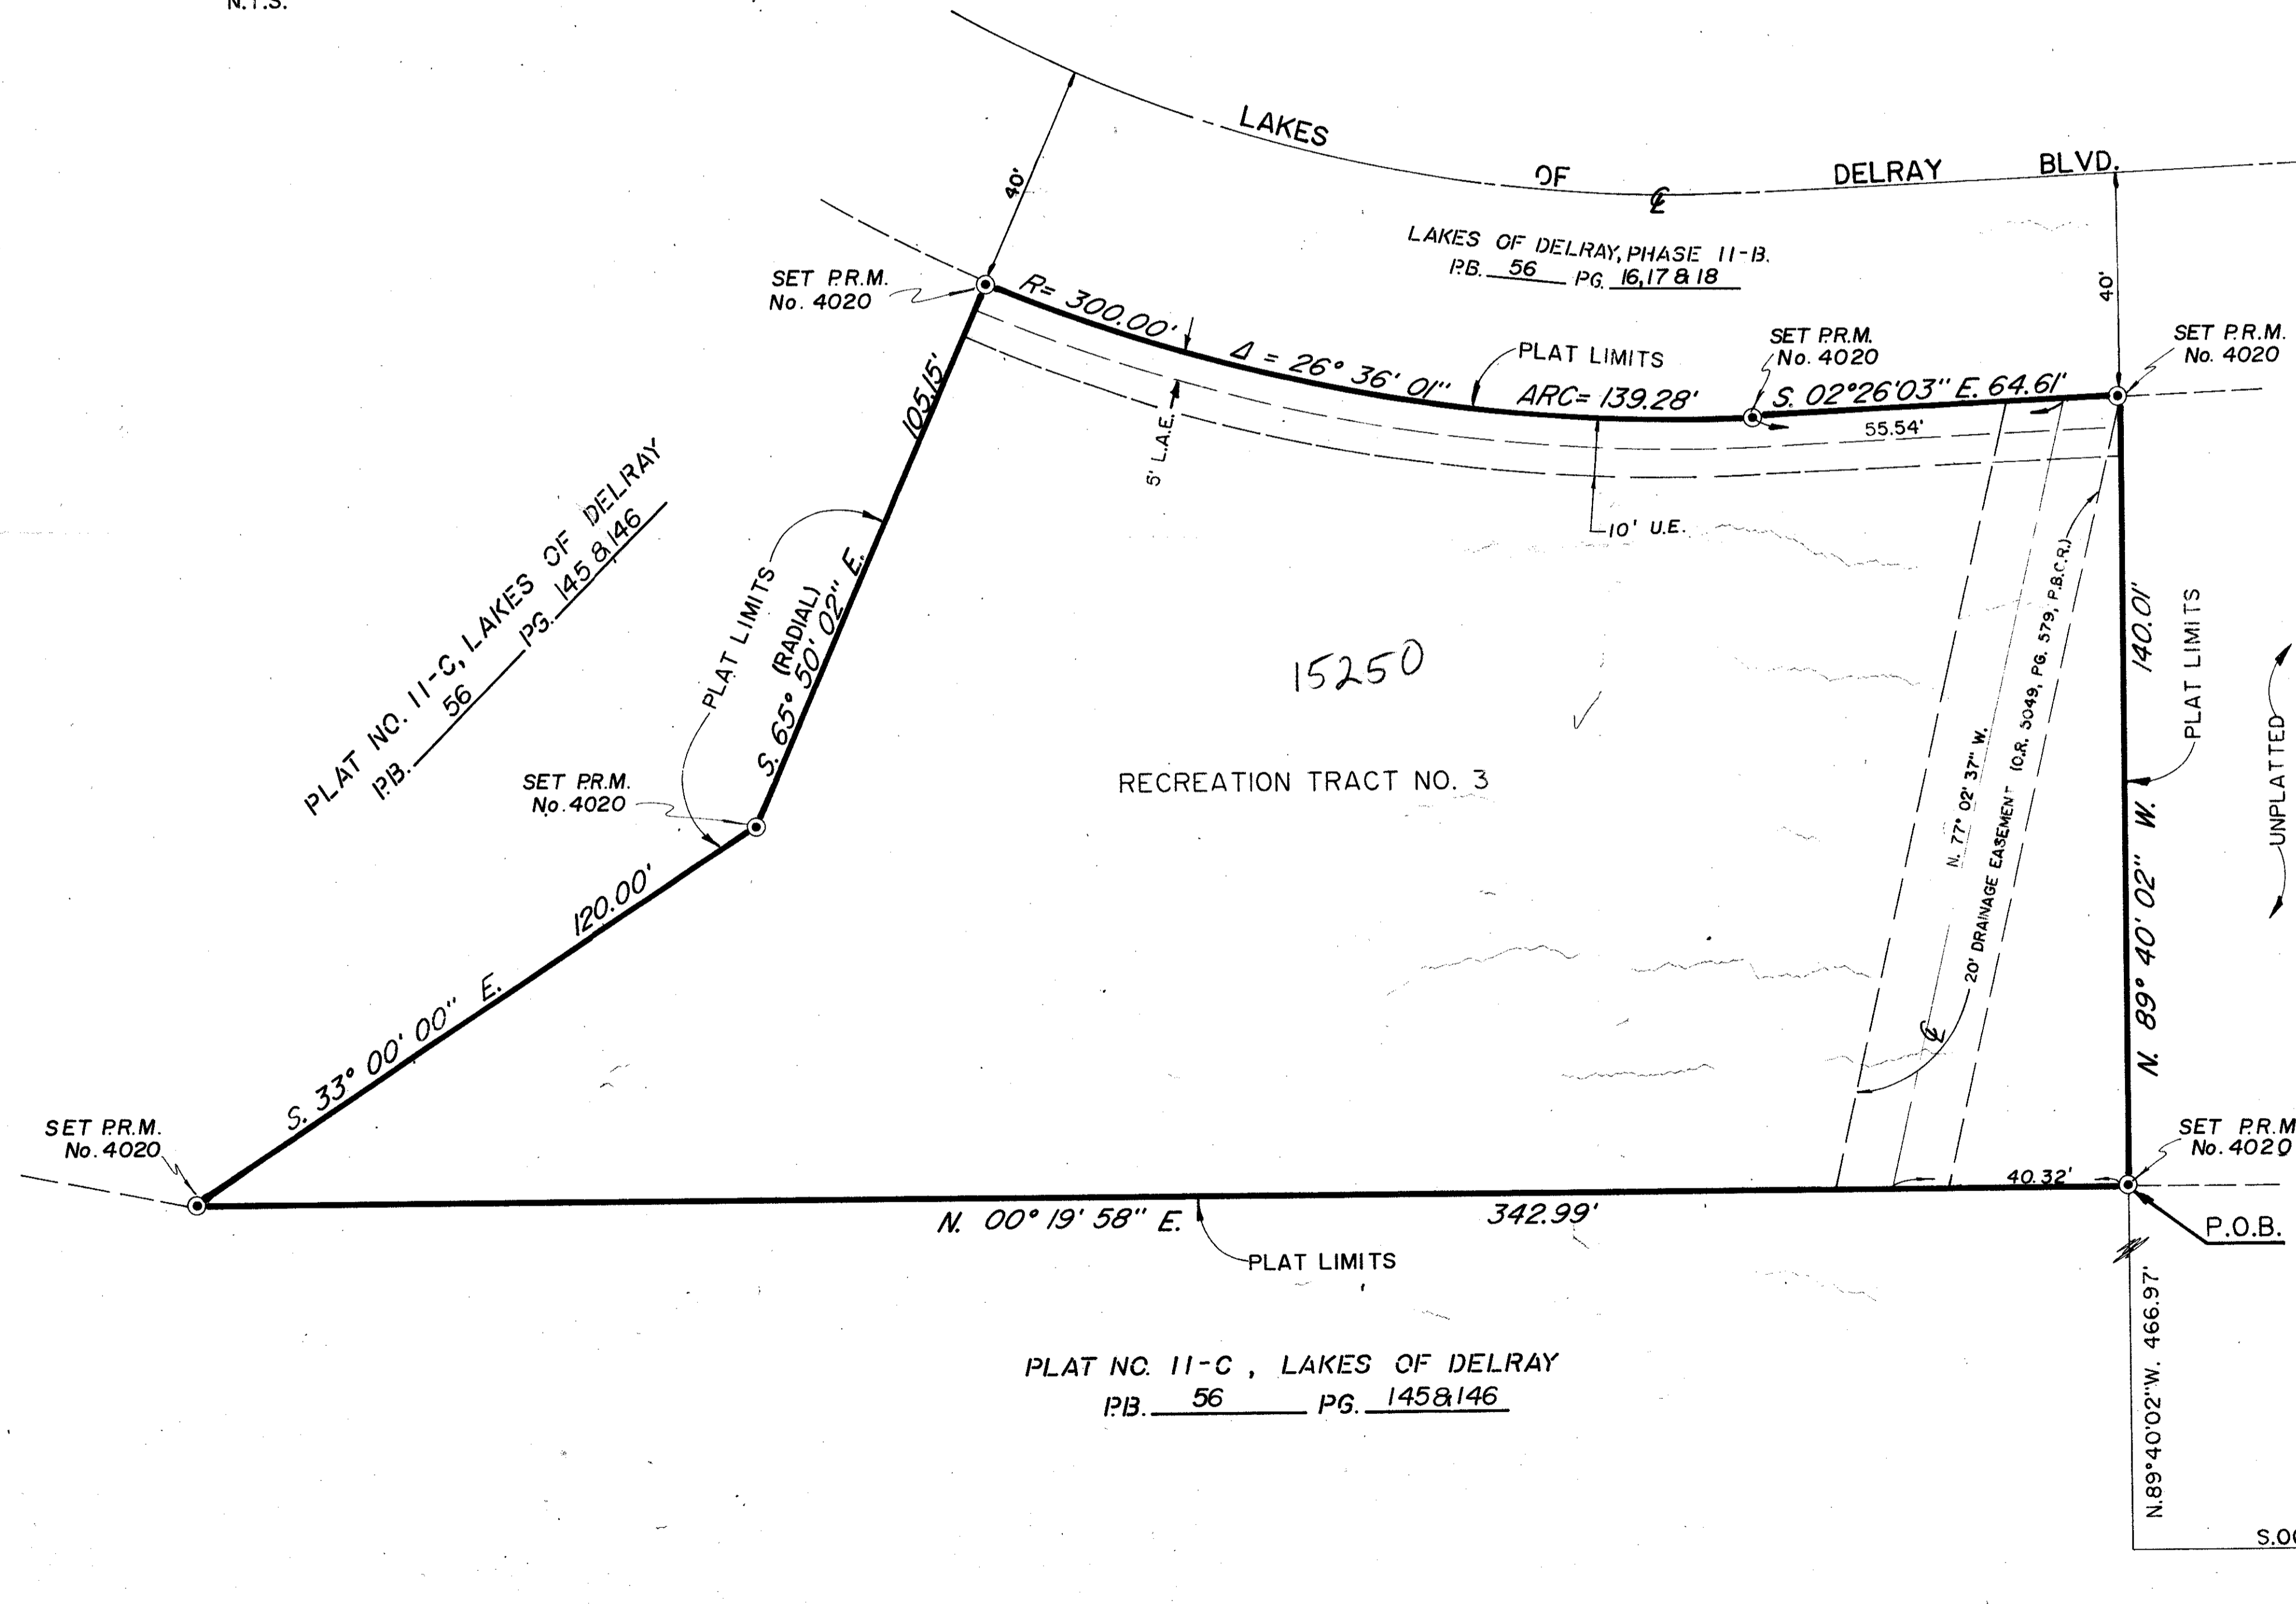 N.T.S.
LAKES OF DELRAY BLVD.
℄
40'
40'
LAKES OF DELRAY, PHASE 11-B.
P.B. 56 PG. 16,17 & 18
SET P.R.M.
No. 4020
R= 300.00'
Δ = 26° 36' 01"
ARC= 139.28'
PLAT LIMITS
SET P.R.M.
No. 4020
S. 02°26'03" E. 64.61'
SET P.R.M.
No. 4020
55.54'
5' L.A.E.
10' U.E.
105.15'
S. 65° 50' 02" E.
(RADIAL)
PLAT LIMITS
PLAT NO. 11-C, LAKES OF DELRAY
P.B. 56 PG. 145 & 146
15250
RECREATION TRACT NO. 3
N. 77° 02' 37" W.
20' DRAINAGE EASEMENT (O.R. 5049, PG. 579, P.B.C.R.)
℄
140.01'
N. 89° 40' 02" W.
PLAT LIMITS
UNPLATTED
SET P.R.M.
No. 4020
120.00'
S. 33° 00' 00" E.
SET P.R.M.
No. 4020
SET P.R.M.
No. 4020
40.32'
N. 00° 19' 58" E. 342.99'
P.O.B.
PLAT LIMITS
PLAT NO. 11-C, LAKES OF DELRAY
P.B. 56 PG. 145&146
N.89°40'02"W. 466.97'
S.00